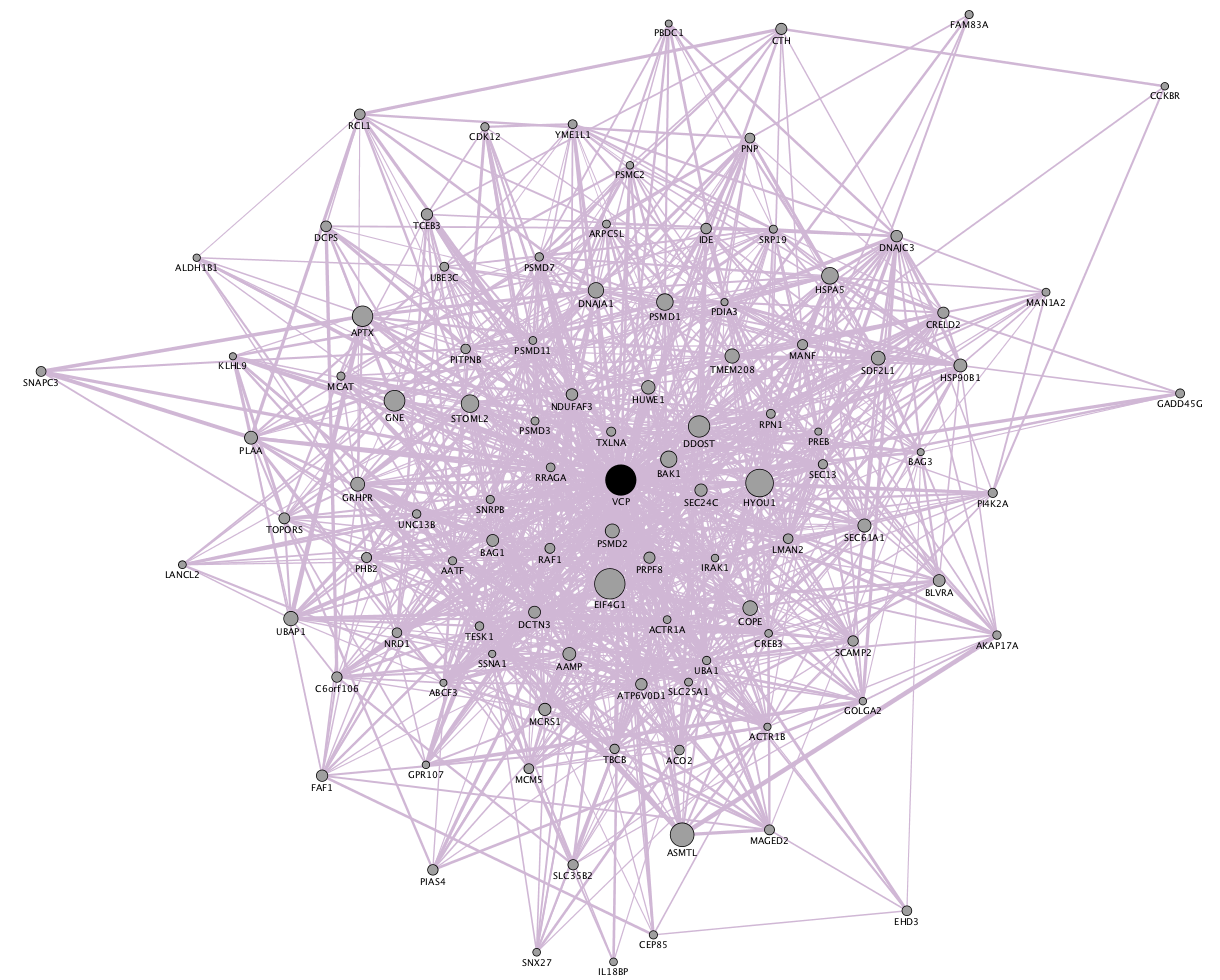 FAM83A
PBDC1
CTH
CCKBR
RCL1
CDK12
YME1L1
PNP
PSMC2
TCEB3
DCPS
ARPC5L
IDE
SRP19
DNAJC3
ALDH1B1
UBE3C
PSMD7
HSPA5
MAN1A2
DNAJA1
PSMD1
PDIA3
CRELD2
APTX
PSMD11
MANF
PITPNB
TMEM208
SDF2L1
KLHL9
HSP90B1
SNAPC3
MCAT
GADD45G
GNE
STOML2
NDUFAF3
HUWE1
PSMD3
RPN1
DDOST
PREB
TXLNA
PLAA
BAG3
BAK1
SEC13
RRAGA
GRHPR
VCP
SEC24C
HYOU1
PI4K2A
SNRPB
TOPORS
UNC13B
PSMD2
SEC61A1
LMAN2
BAG1
RAF1
PHB2
AATF
PRPF8
IRAK1
LANCL2
BLVRA
EIF4G1
UBAP1
DCTN3
ACTR1A
COPE
TESK1
NRD1
CREB3
SCAMP2
AKAP17A
SSNA1
AAMP
UBA1
C6orf106
ABCF3
ATP6V0D1
SLC25A1
GOLGA2
MCRS1
ACTR1B
TBCB
ACO2
GPR107
MCM5
FAF1
ASMTL
MAGED2
SLC35B2
PIAS4
EHD3
CEP85
SNX27
IL18BP